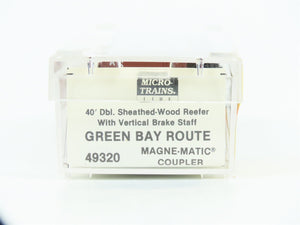 MICRO-
TRAINS®
LINE
40' Dbl. Sheathed-Wood Reefer
With Vertical Brake Staff
GREEN BAY ROUTE
49320 MAGNE-MATIC®
COUPLER